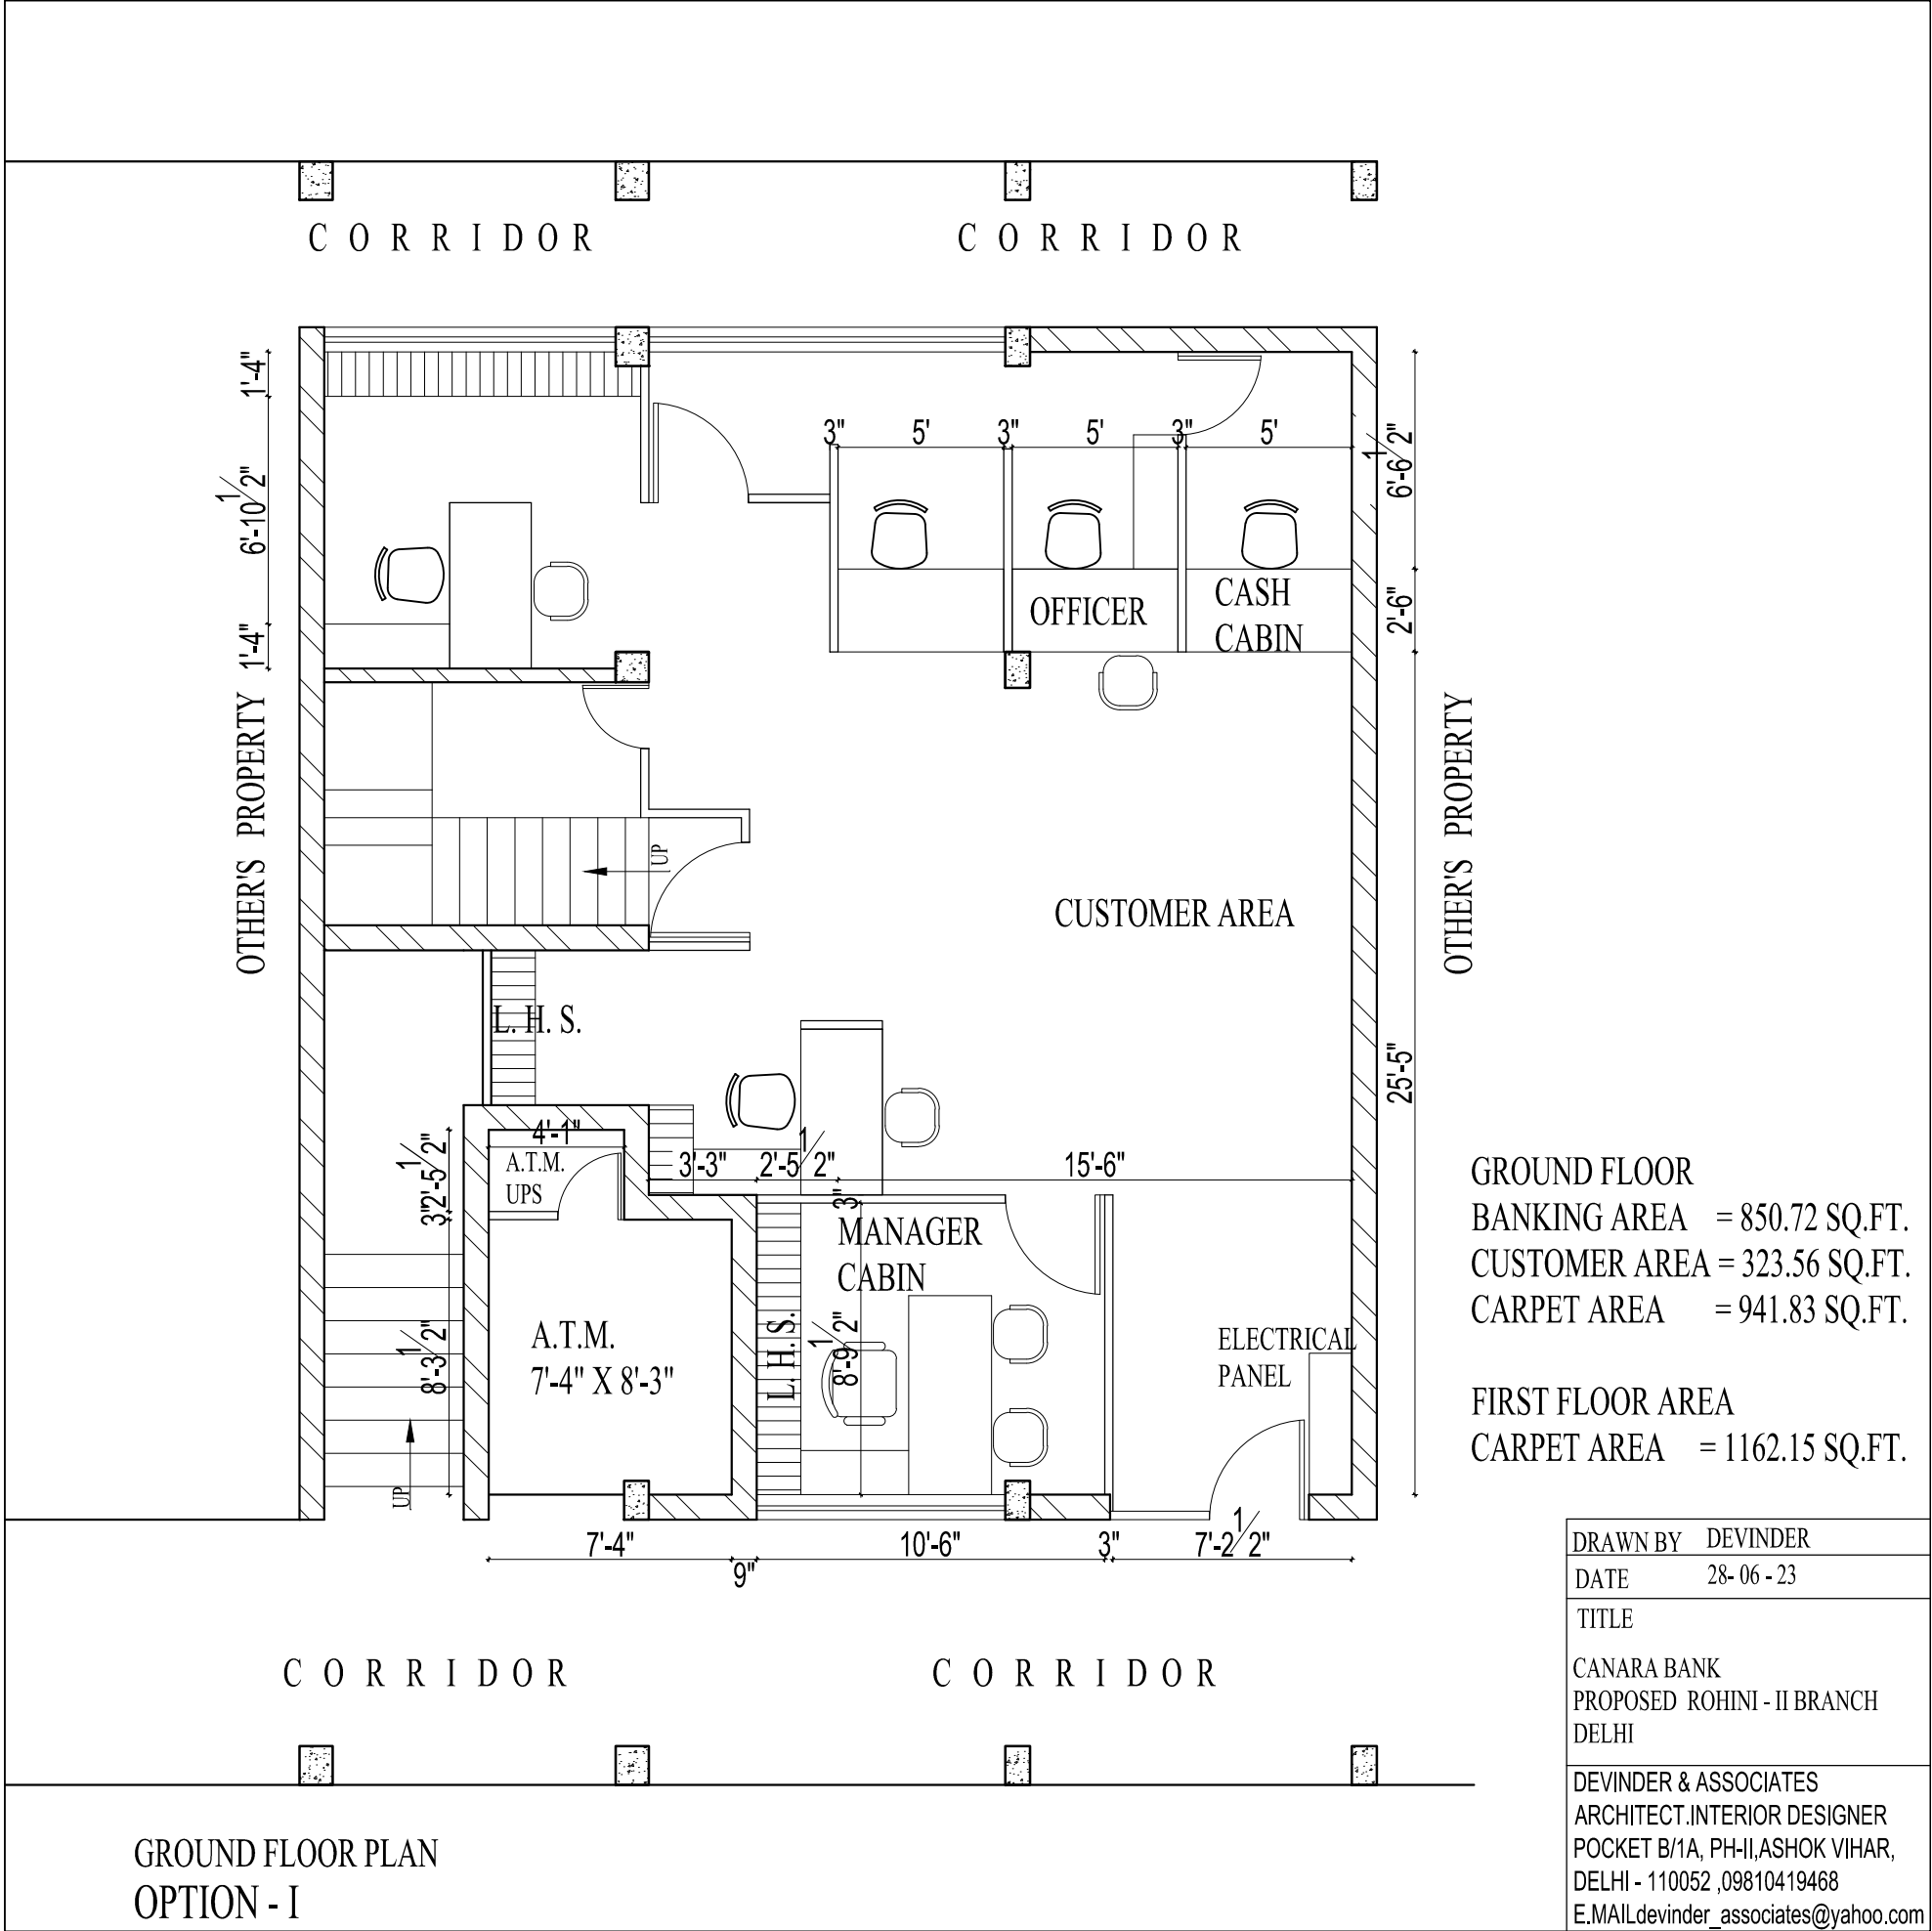 C O R R I D O R
C O R R I D O R
1'-4"
6'-10 1/2"
1'-4"
3"
5'
3"
5'
3"
5'
6'-6 1/2"
2'-6"
OFFICER
CASH
CABIN
OTHER'S PROPERTY
OTHER'S PROPERTY
UP
CUSTOMER AREA
L. H. S.
25'-5"
4'-1"
A.T.M.
UPS
2'-5 1/2"
3"
3'-3"
2'-5 1/2"
15'-6"
3"
MANAGER
CABIN
8'-9 1/2"
L. H. S.
A.T.M.
7'-4" X 8'-3"
8'-3 1/2"
UP
ELECTRICAL
PANEL
7'-4"
9"
10'-6"
3"
7'-2 1/2"
GROUND FLOOR
BANKING AREA = 850.72 SQ.FT.
CUSTOMER AREA = 323.56 SQ.FT.
CARPET AREA = 941.83 SQ.FT.
FIRST FLOOR AREA
CARPET AREA = 1162.15 SQ.FT.
C O R R I D O R
C O R R I D O R
GROUND FLOOR PLAN
OPTION - I
DRAWN BY DEVINDER
DATE 28- 06 - 23
TITLE
CANARA BANK
PROPOSED ROHINI - II BRANCH
DELHI
DEVINDER & ASSOCIATES
ARCHITECT.INTERIOR DESIGNER
POCKET B/1A, PH-II,ASHOK VIHAR,
DELHI - 110052 ,09810419468
E.MAILdevinder_associates@yahoo.com